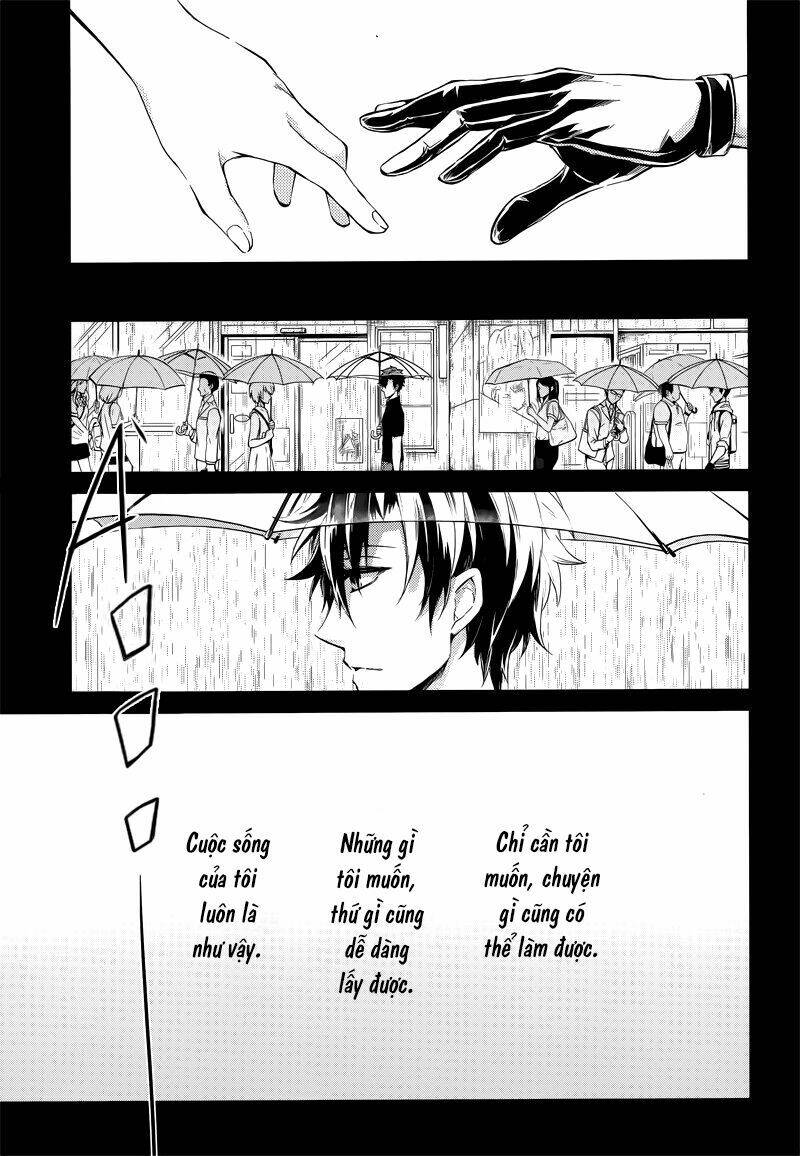 Chỉ cần tôi
muốn, chuyện
gì cũng có
thể làm được.
Những gì
tôi muốn,
thứ gì cũng
dễ dàng
lấy được.
Cuộc sống
của tôi
luôn là
như vậy.